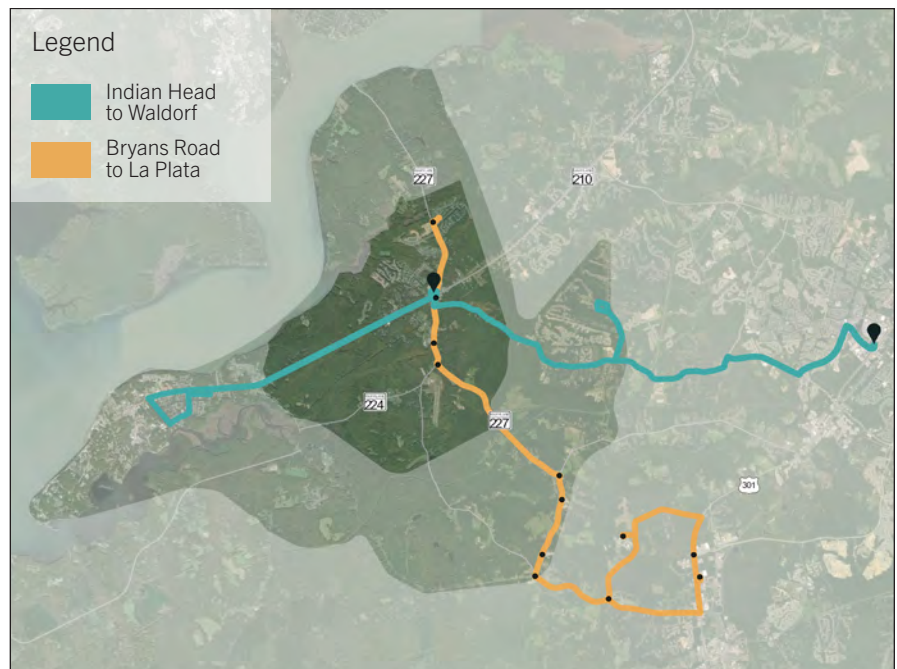 Legend
Indian Head
to Waldorf
Bryans Road
to La Plata
227
210
224
227
301